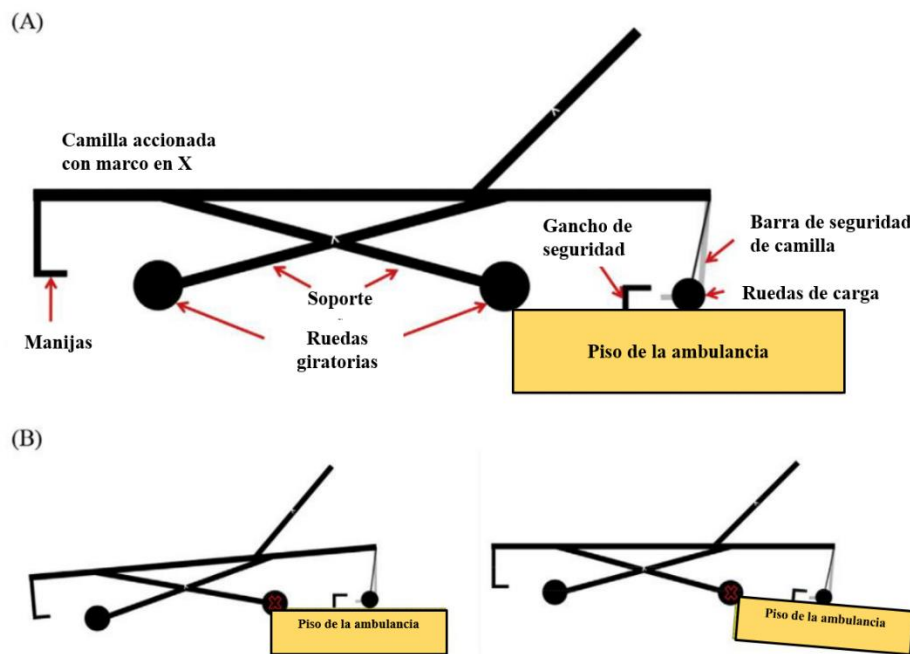 (A)
Camilla accionada
con marco en X
Gancho de
seguridad
Barra de seguridad
de camilla
Ruedas de carga
Soporte
Manijas
Ruedas
giratorias
Piso de la ambulancia
(B)
Piso de la ambulancia
Piso de la ambulancia